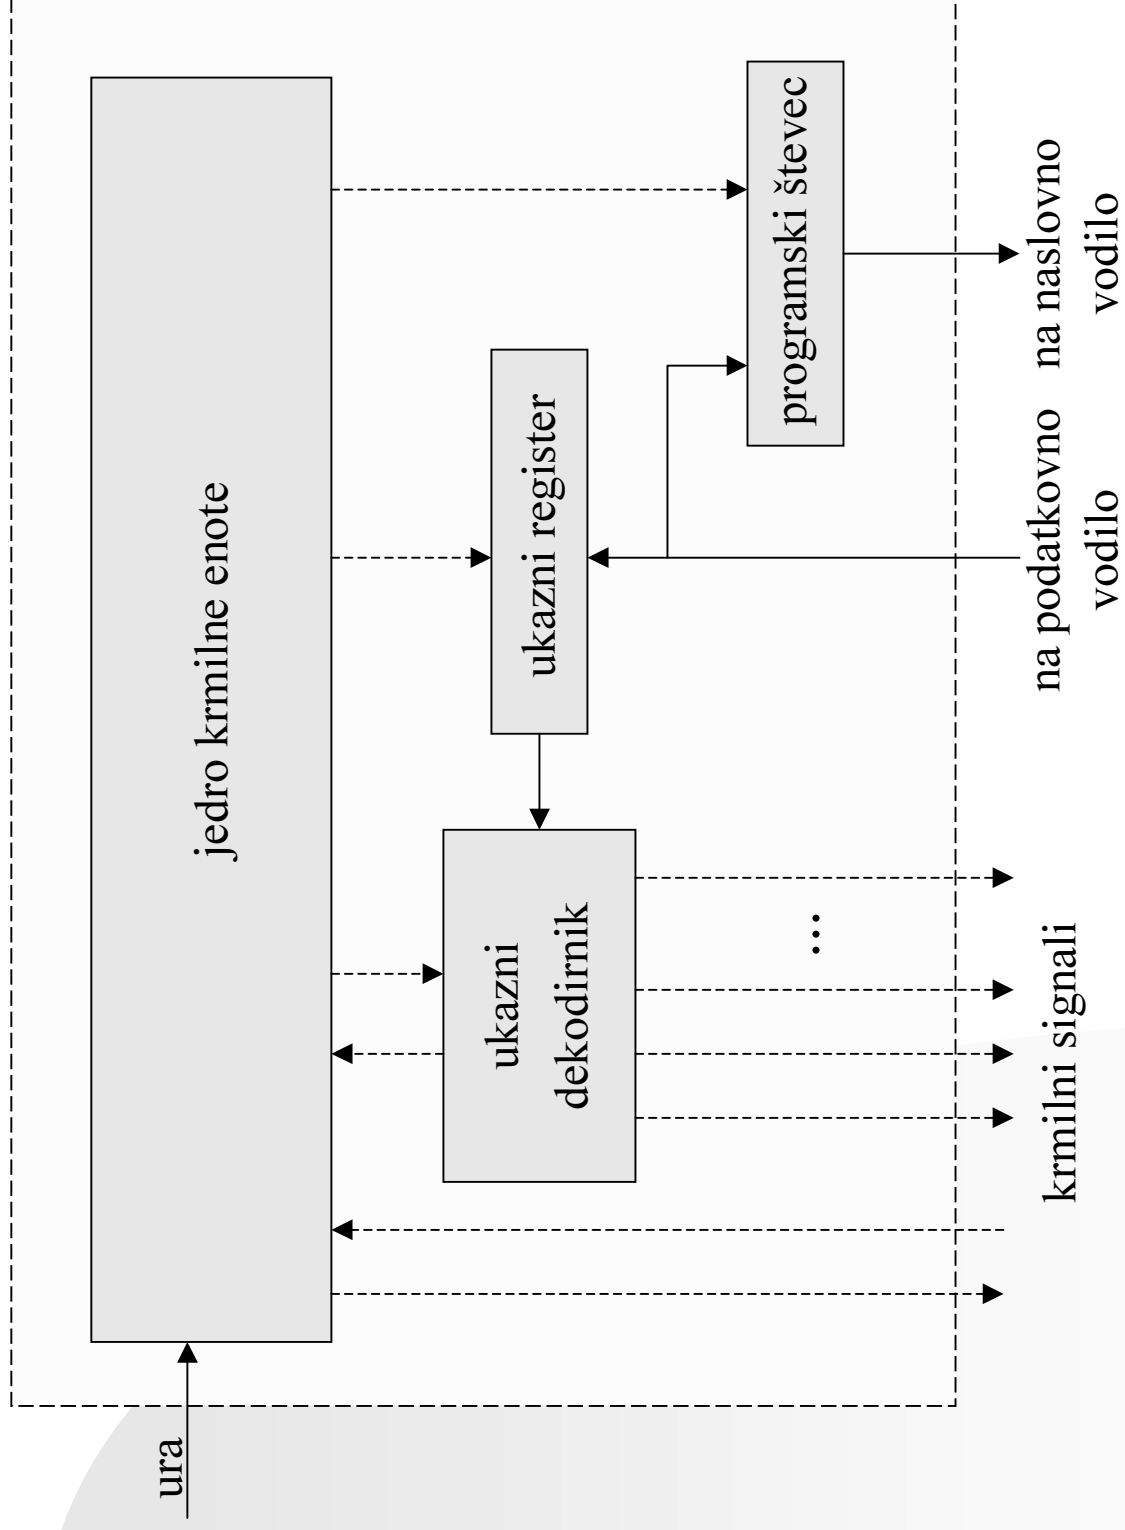 ura
jedro krmilne enote
ukazni
dekodirnik
ukazni register
programski števec
...
krmilni signali
na podatkovno
vodilo
na naslovno
vodilo